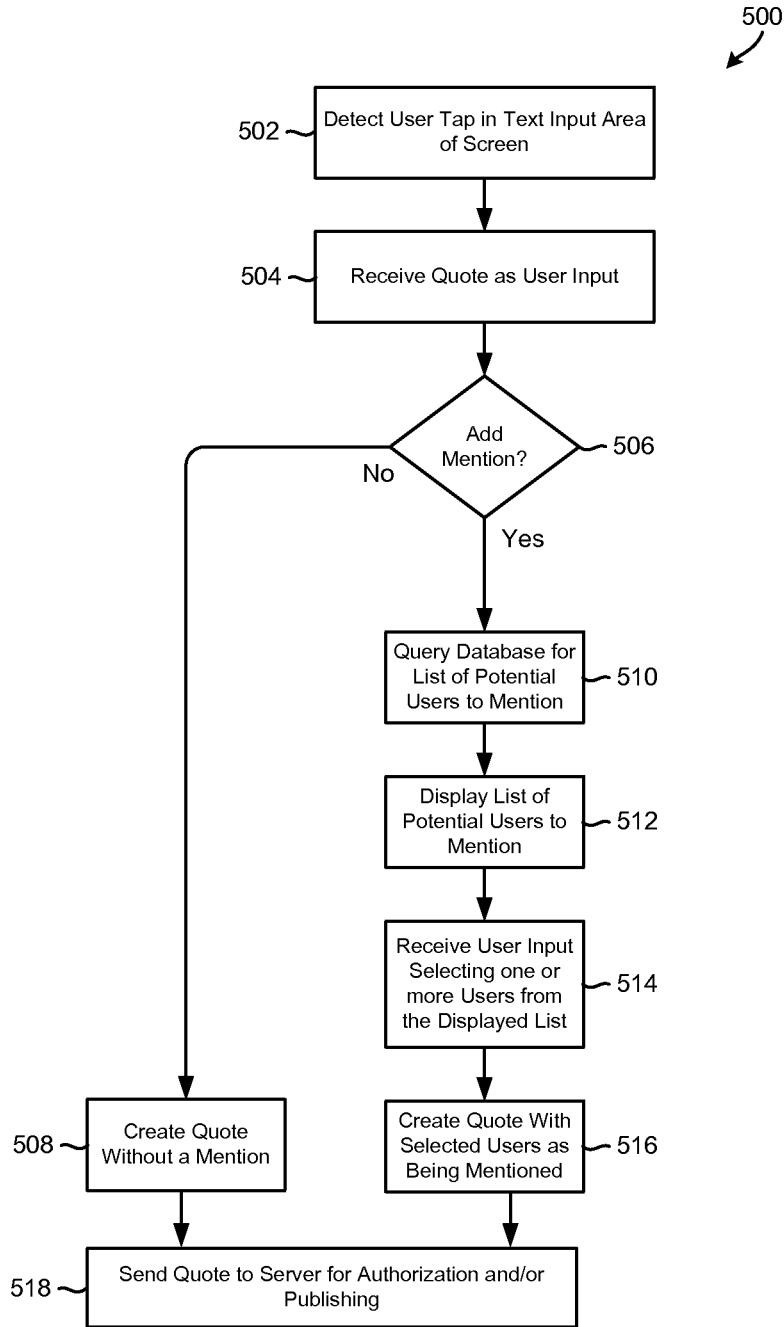 500
502
Detect User Tap in Text Input Area
of Screen
504
Receive Quote as User Input
Add
Mention?
506
No
Yes
Query Database for
List of Potential
Users to Mention
510
Display List of
Potential Users to
Mention
512
Receive User Input
Selecting one or
more Users from
the Displayed List
514
508
Create Quote
Without a Mention
Create Quote With
Selected Users as
Being Mentioned
516
518
Send Quote to Server for Authorization and/or
Publishing